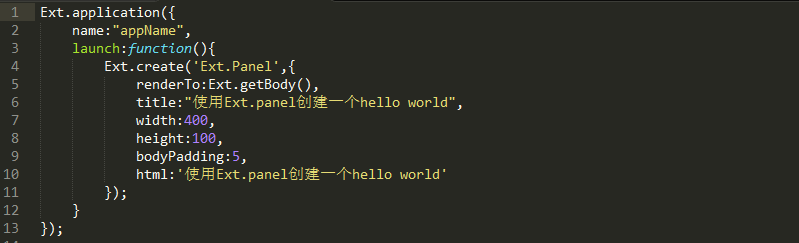 1 Ext.application({
2     name:"appName",
3     launch:function(){
4         Ext.create('Ext.Panel',{
5             renderTo:Ext.getBody(),
6             title:"使用Ext.panel创建一个hello world",
7             width:400,
8             height:100,
9             bodyPadding:5,
10             html:'使用Ext.panel创建一个hello world'
11         });
12     }
13 });